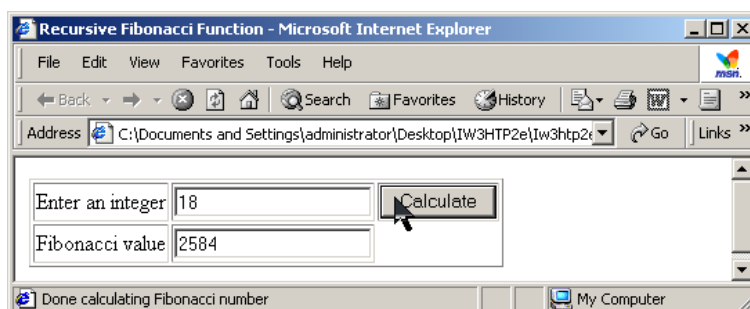 Recursive Fibonacci Function - Microsoft Internet Explorer
File Edit View Favorites Tools Help
msn.
Back Search Favorites History
Address C:\Documents and Settings\administrator\Desktop\IW3HTP2e\Iw3htp2e Go Links
Enter an integer 18 Calculate
Fibonacci value 2584
Done calculating Fibonacci number My Computer